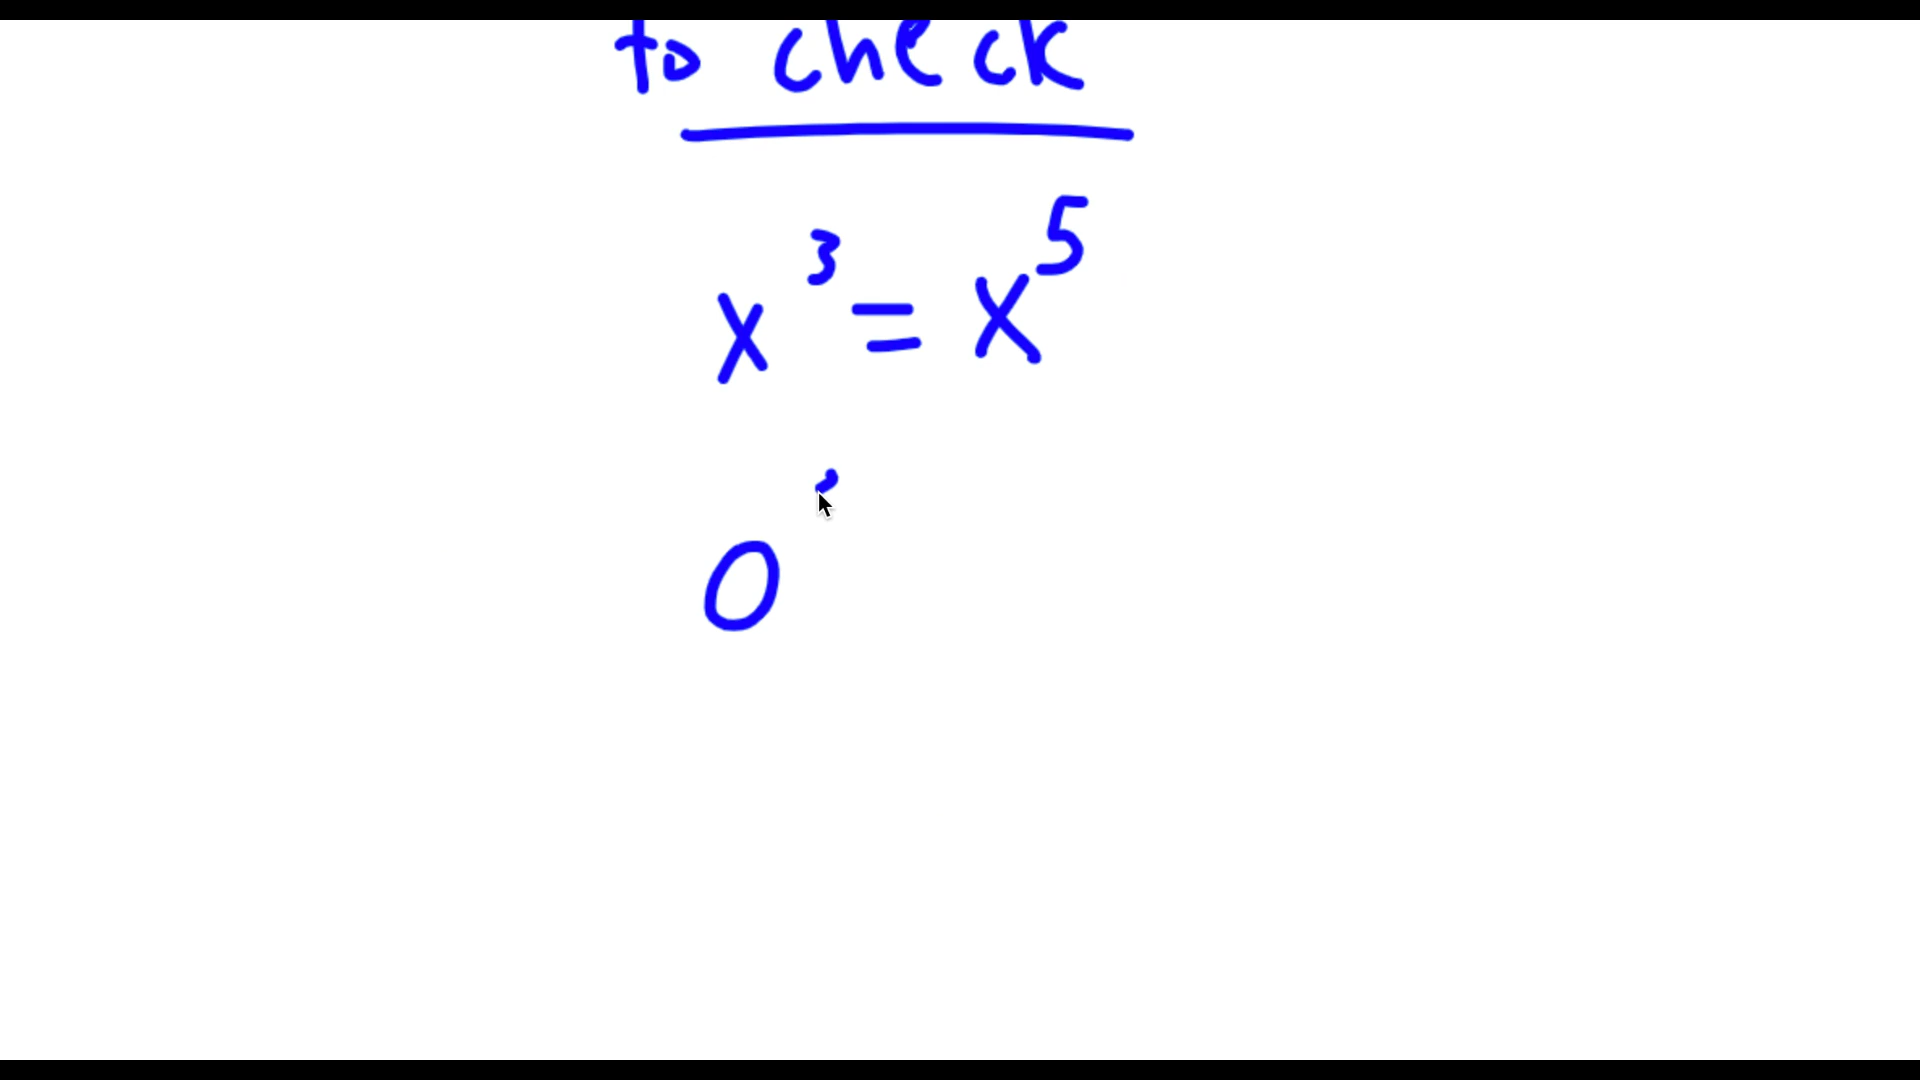 to check
x³ = x⁵
0